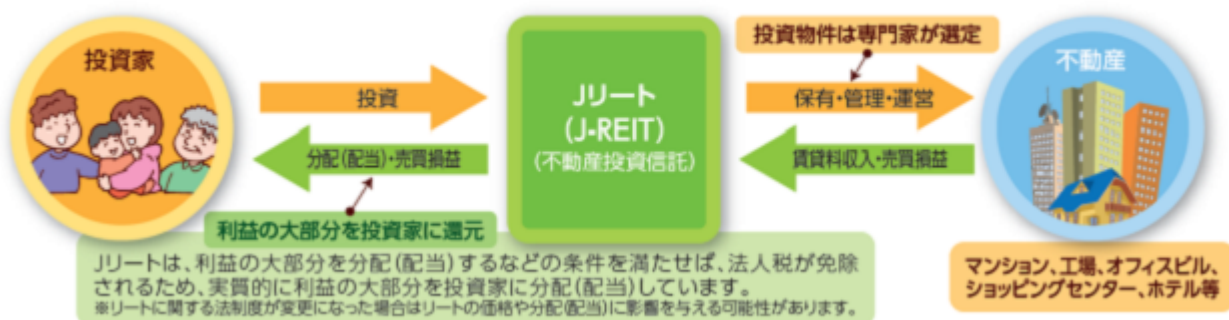 投資家
投資
分配(配当)・売買損益
利益の大部分を投資家に還元
Jリート
(J-REIT)
(不動産投資信託)
投資物件は専門家が選定
保有・管理・運営
賃貸料収入・売買損益
不動産
マンション、工場、オフィスビル、
ショッピングセンター、ホテル等
Jリートは、利益の大部分を分配(配当)するなどの条件を満たせば、法人税が免除
されるため、実質的に利益の大部分を投資家に分配(配当)しています。
※リートに関する法制度が変更になった場合はリートの価格や分配(配当)に影響を与える可能性があります。